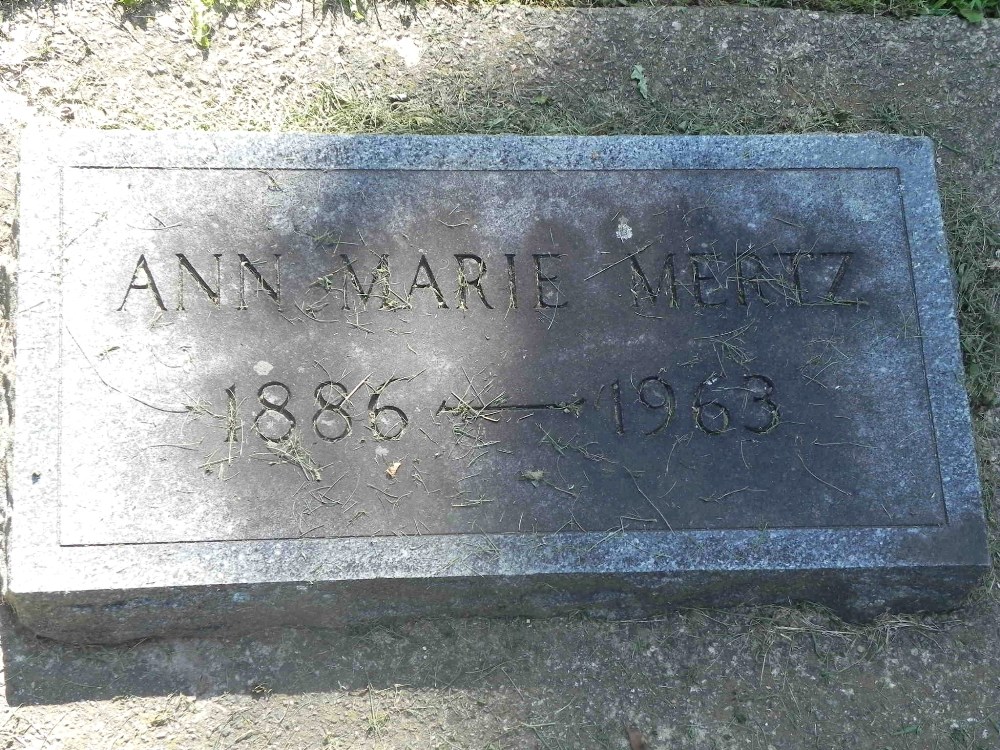 ANN MARIE MERTZ
1886 — 1963